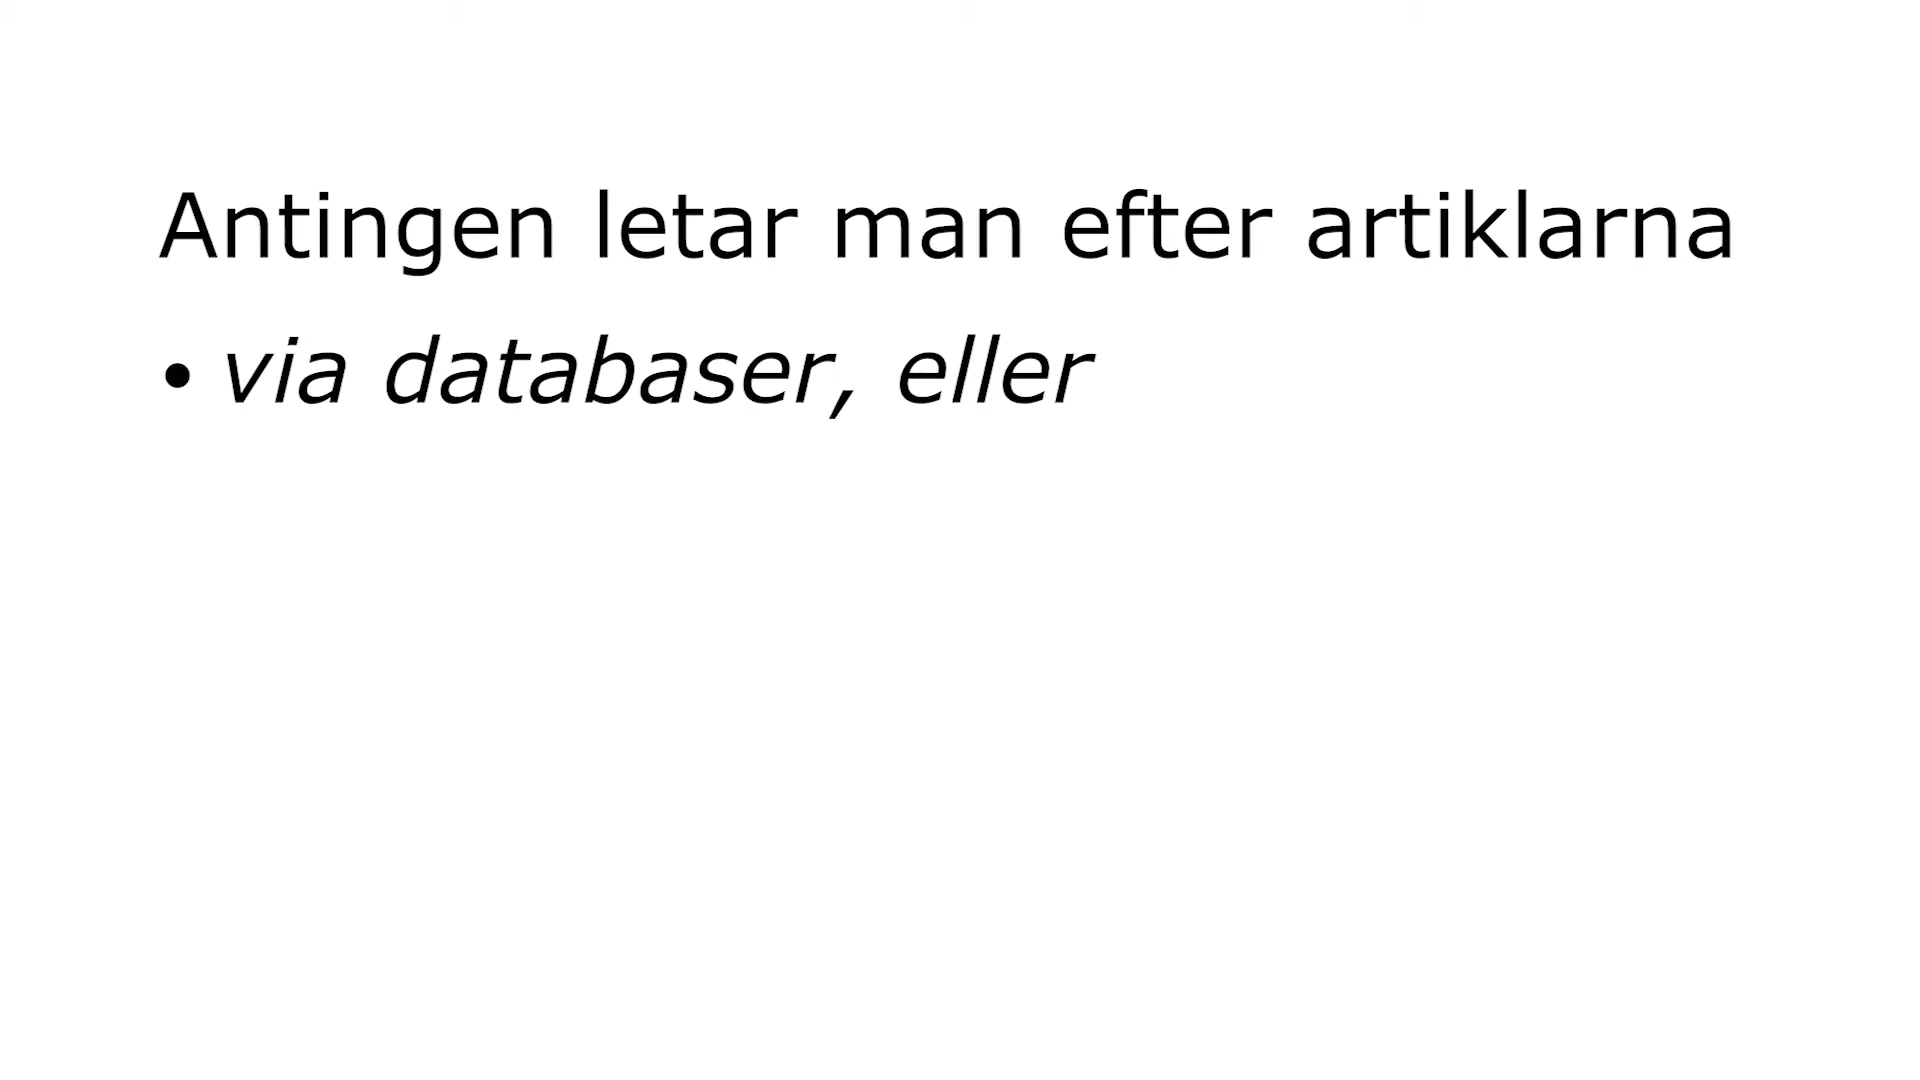 Antingen letar man efter artiklarna
• via databaser, eller